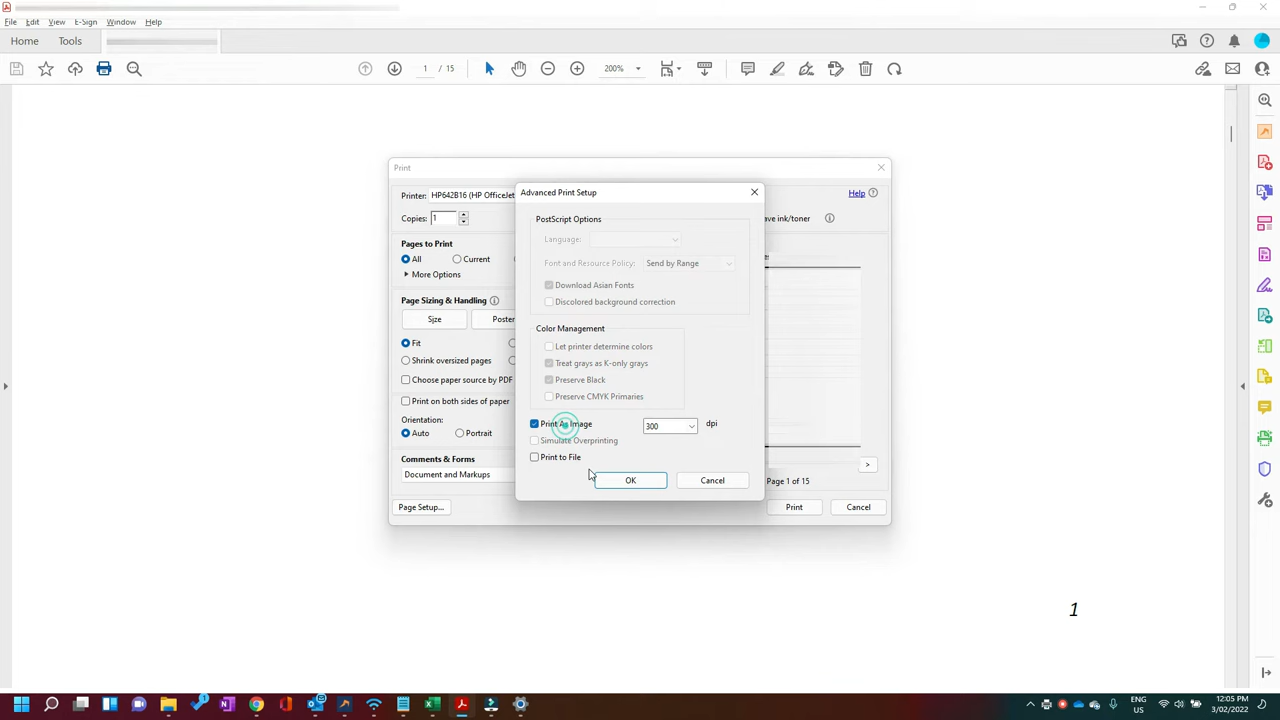 File Edit View E-Sign Window Help
Home Tools
1 / 15 200%
Print
Printer: HP642B16 (HP OfficeJet
Help
Copies: 1
ave ink/toner
Pages to Print
All Current
More Options
Page Sizing & Handling
Size Poster
Fit
Shrink oversized pages
Choose paper source by PDF
Print on both sides of paper
Orientation:
Auto Portrait
Comments & Forms
Document and Markups
Page Setup...
Page 1 of 15
>
Print Cancel
Advanced Print Setup
PostScript Options
Language:
Font and Resource Policy: Send by Range
Download Asian Fonts
Discolored background correction
Color Management
Let printer determine colors
Treat grays as K-only grays
Preserve Black
Preserve CMYK Primaries
Print As Image 300 dpi
Simulate Overprinting
Print to File
OK Cancel
1
ENG
US
12:05 PM
3/02/2022